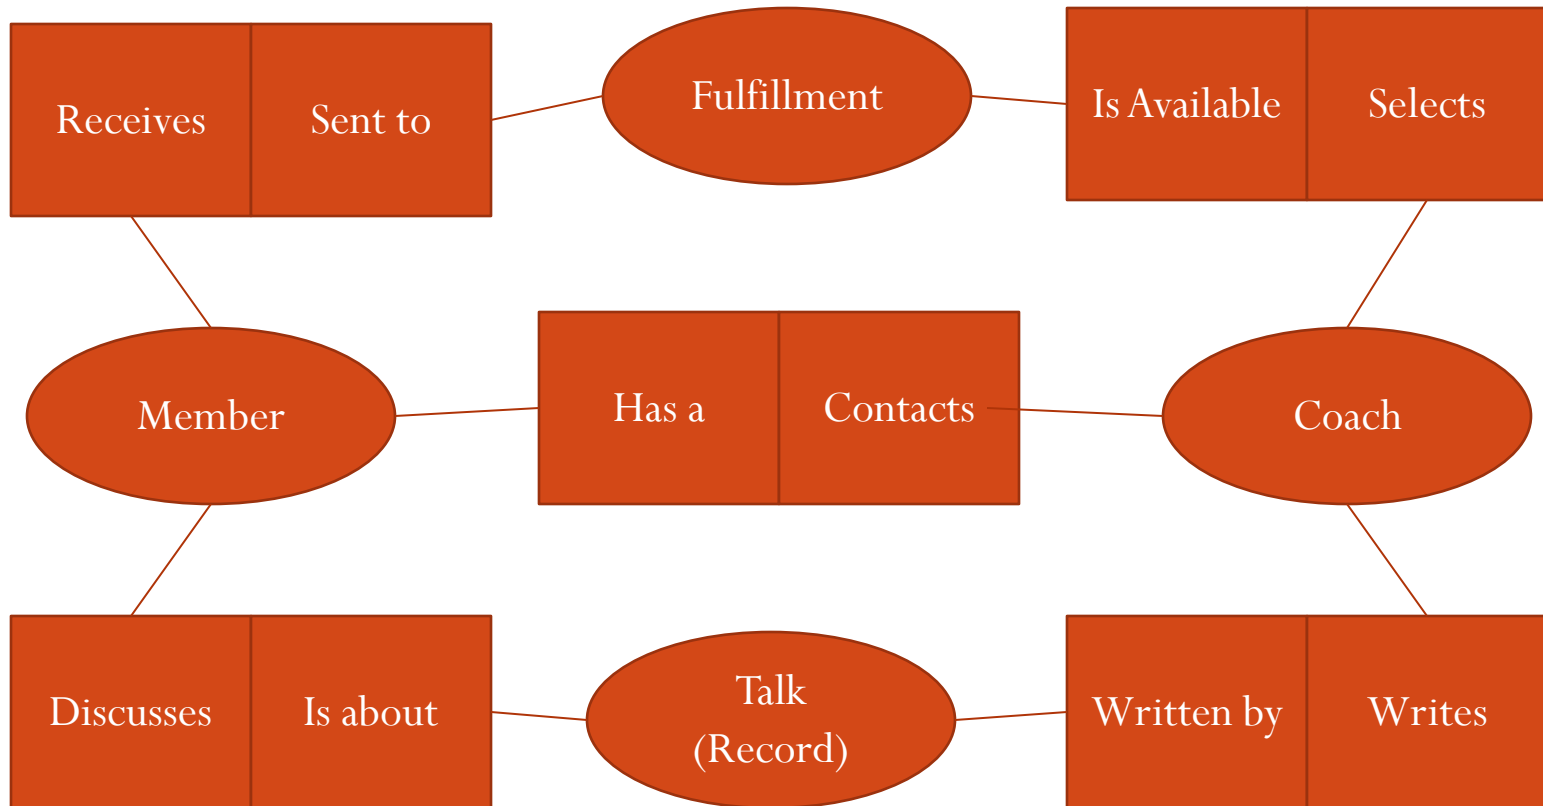 Receives
Sent to
Fulfillment
Is Available
Selects
Member
Has a
Contacts
Coach
Discusses
Is about
Talk
(Record)
Written by
Writes